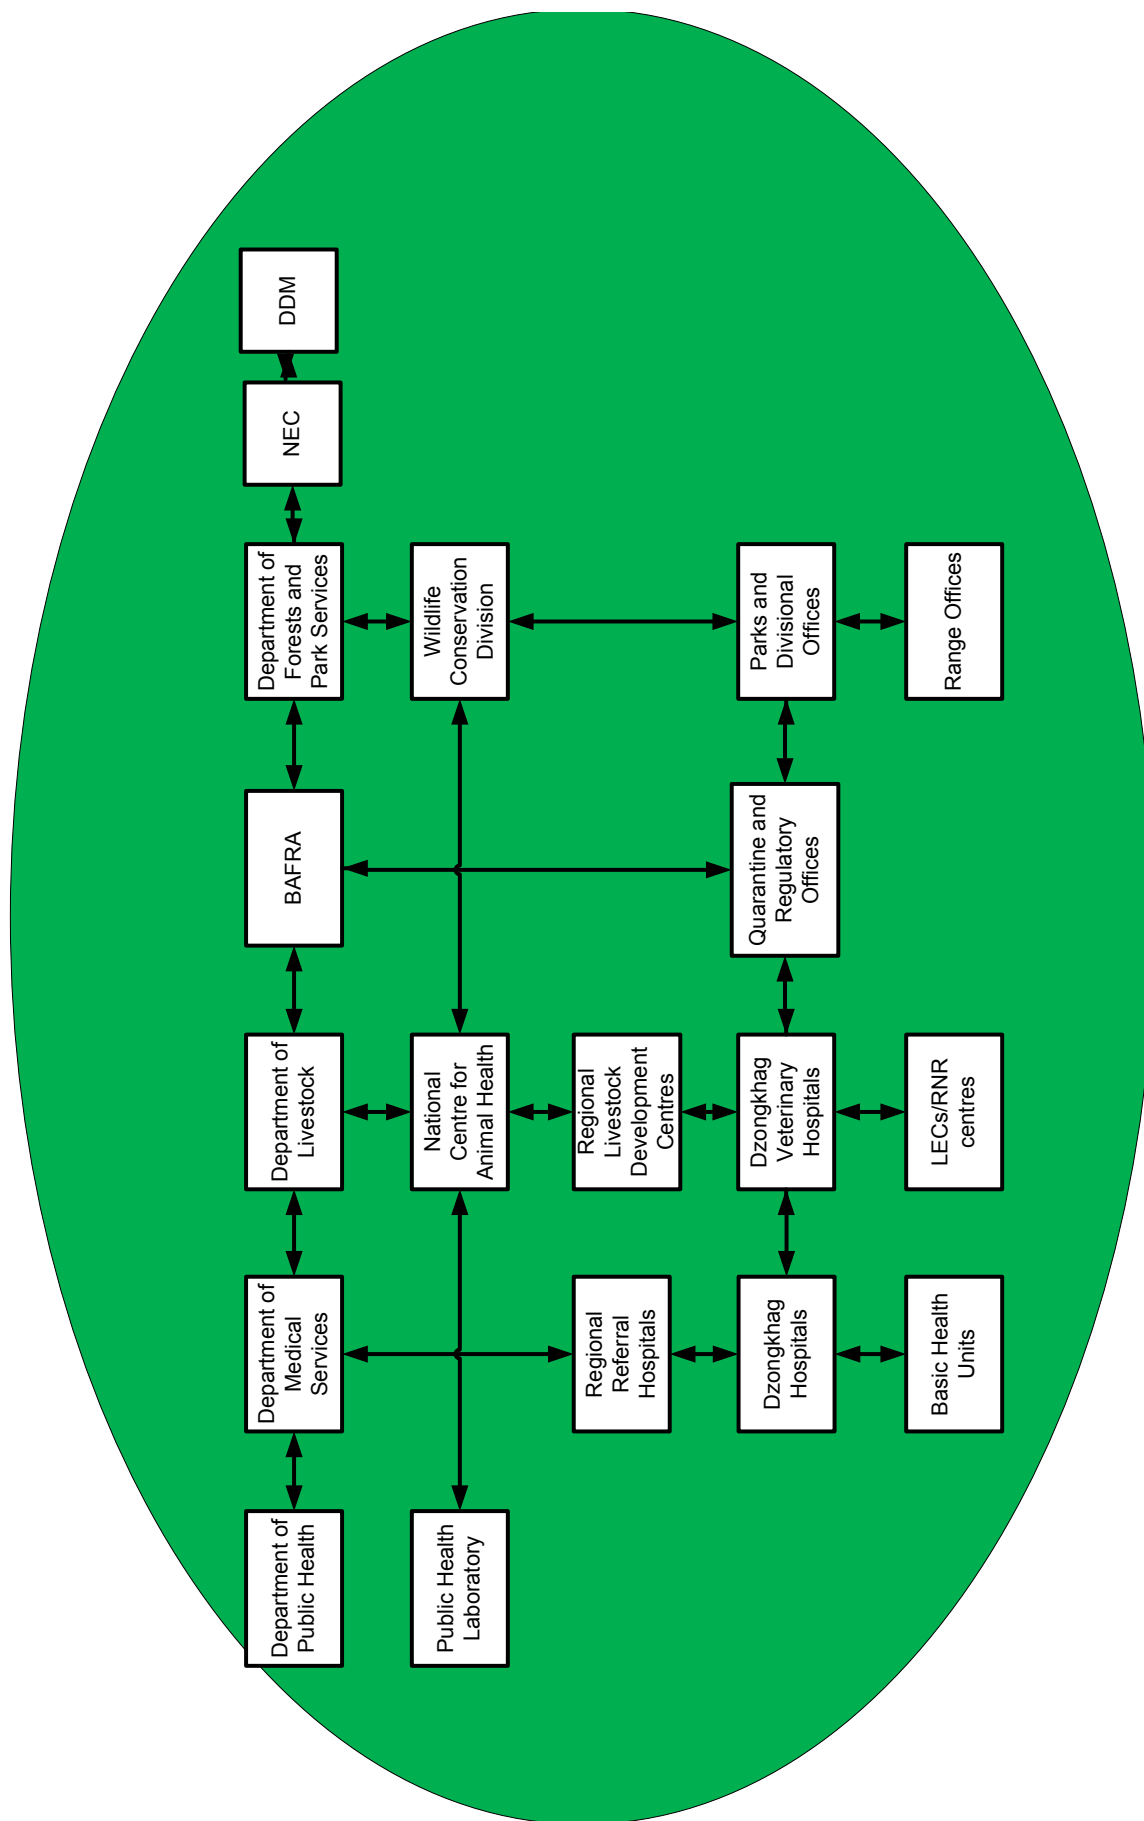 Department of
Public Health
Department of
Medical
Services
Department of
Livestock
BAFRA
Department of
Forests and
Park Services
NEC
DDM
Public Health
Laboratory
National
Centre for
Animal Health
Wildlife
Conservation
Division
Regional
Referral
Hospitals
Regional
Livestock
Development
Centres
Dzongkhag
Hospitals
Dzongkhag
Veterinary
Hospitals
Quarantine and
Regulatory
Offices
Parks and
Divisional
Offices
Basic Health
Units
LECs/RNR
centres
Range Offices